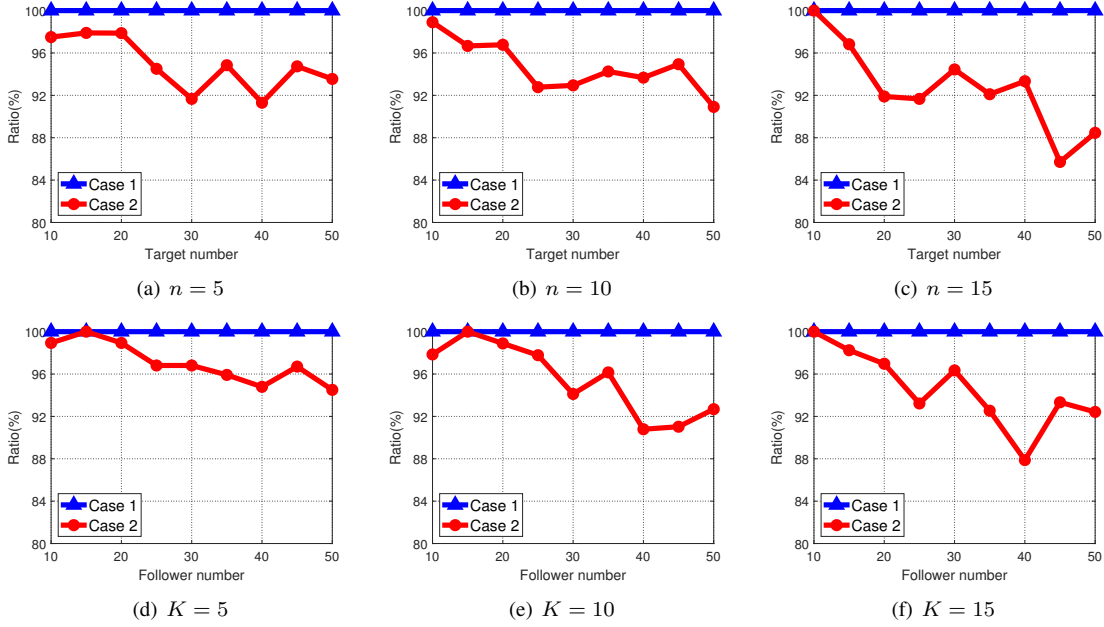 100
96
92
88
84
80
Ratio(%)
Case 1
Case 2
10 20 30 40 50
Target number
(a) n = 5
100
96
92
88
84
80
Ratio(%)
Case 1
Case 2
10 20 30 40 50
Target number
(b) n = 10
100
96
92
88
84
80
Ratio(%)
Case 1
Case 2
10 20 30 40 50
Target number
(c) n = 15
100
96
92
88
84
80
Ratio(%)
Case 1
Case 2
10 20 30 40 50
Follower number
(d) K = 5
100
96
92
88
84
80
Ratio(%)
Case 1
Case 2
10 20 30 40 50
Follower number
(e) K = 10
100
96
92
88
84
80
Ratio(%)
Case 1
Case 2
10 20 30 40 50
Follower number
(f) K = 15